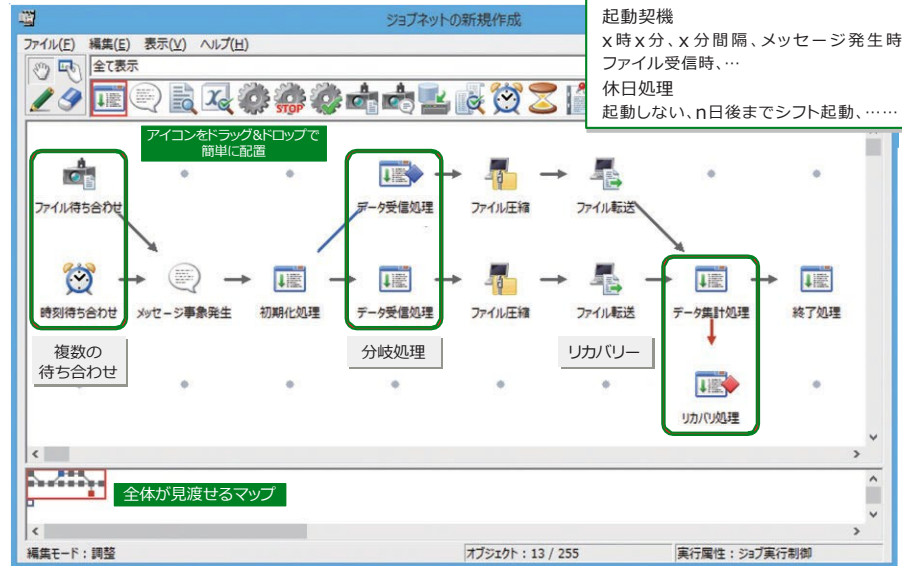 ジョブネットの新規作成
起動契機
x時x分、x分間隔、メッセージ発生時
ファイル受信時、…
休日処理
起動しない、n日後までシフト起動、……
ファイル(F) 編集(E) 表示(V) ヘルプ(H)
全て表示
STOP
アイコンをドラッグ&ドロップで
簡単に配置
ファイル待ち合わせ
データ受信処理
ファイル圧縮
ファイル転送
時刻待ち合わせ
メッセージ事象発生
初期化処理
データ受信処理
ファイル圧縮
ファイル転送
データ集計処理
終了処理
複数の
待ち合わせ
分岐処理
リカバリー
リカバリ処理
全体が見渡せるマップ
編集モード：調整
オブジェクト：13 / 255
実行属性：ジョブ実行制御